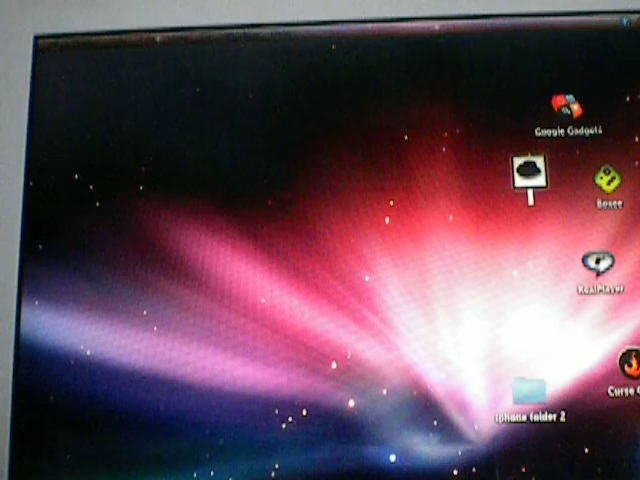 Google Gadgets
Boxee
RealPlayer
Curse
Iphone folder 2